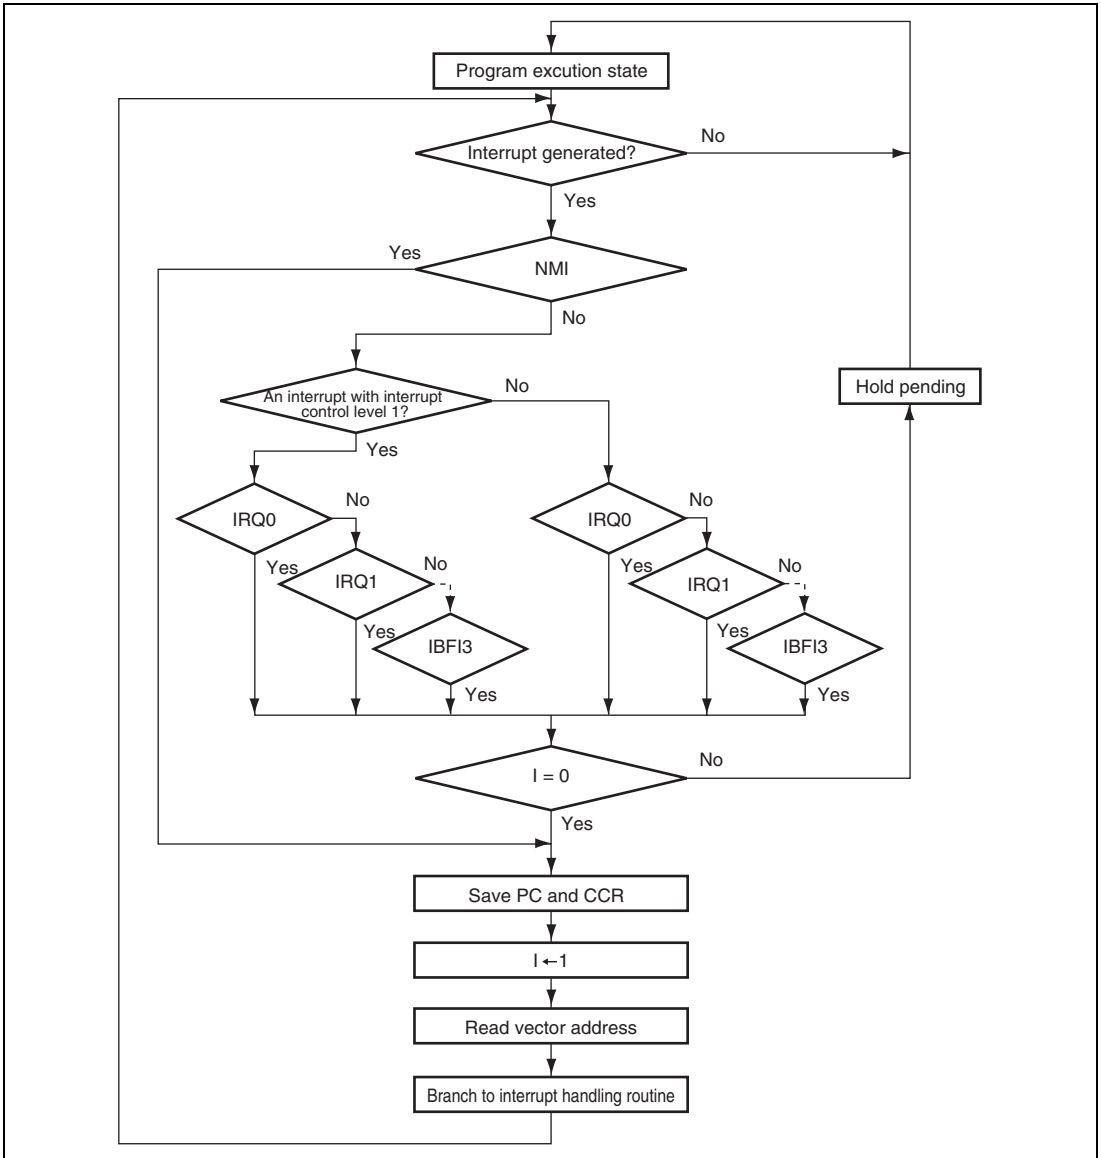 Program excution state
No
Interrupt generated?
Yes
Yes
NMI
No
Hold pending
No
An interrupt with interrupt
control level 1?
Yes
No
No
IRQ0
IRQ0
Yes
No
Yes
No
IRQ1
IRQ1
Yes
Yes
IBFI3
IBFI3
Yes
Yes
No
I = 0
Yes
Save PC and CCR
I ←1
Read vector address
Branch to interrupt handling routine